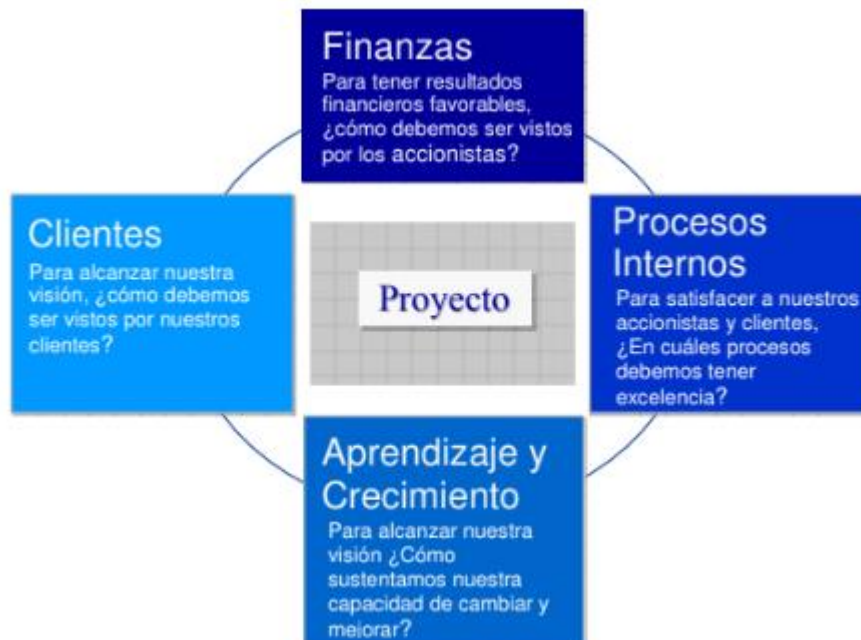 Finanzas
Para tener resultados
financieros favorables,
¿cómo debemos ser vistos
por los accionistas?
Clientes
Para alcanzar nuestra
visión, ¿cómo debemos
ser vistos por nuestros
clientes?
Proyecto
Procesos
Internos
Para satisfacer a nuestros
accionistas y clientes,
¿En cuáles procesos
debemos tener
excelencia?
Aprendizaje y
Crecimiento
Para alcanzar nuestra
visión ¿Cómo
sustentamos nuestra
capacidad de cambiar y
mejorar?